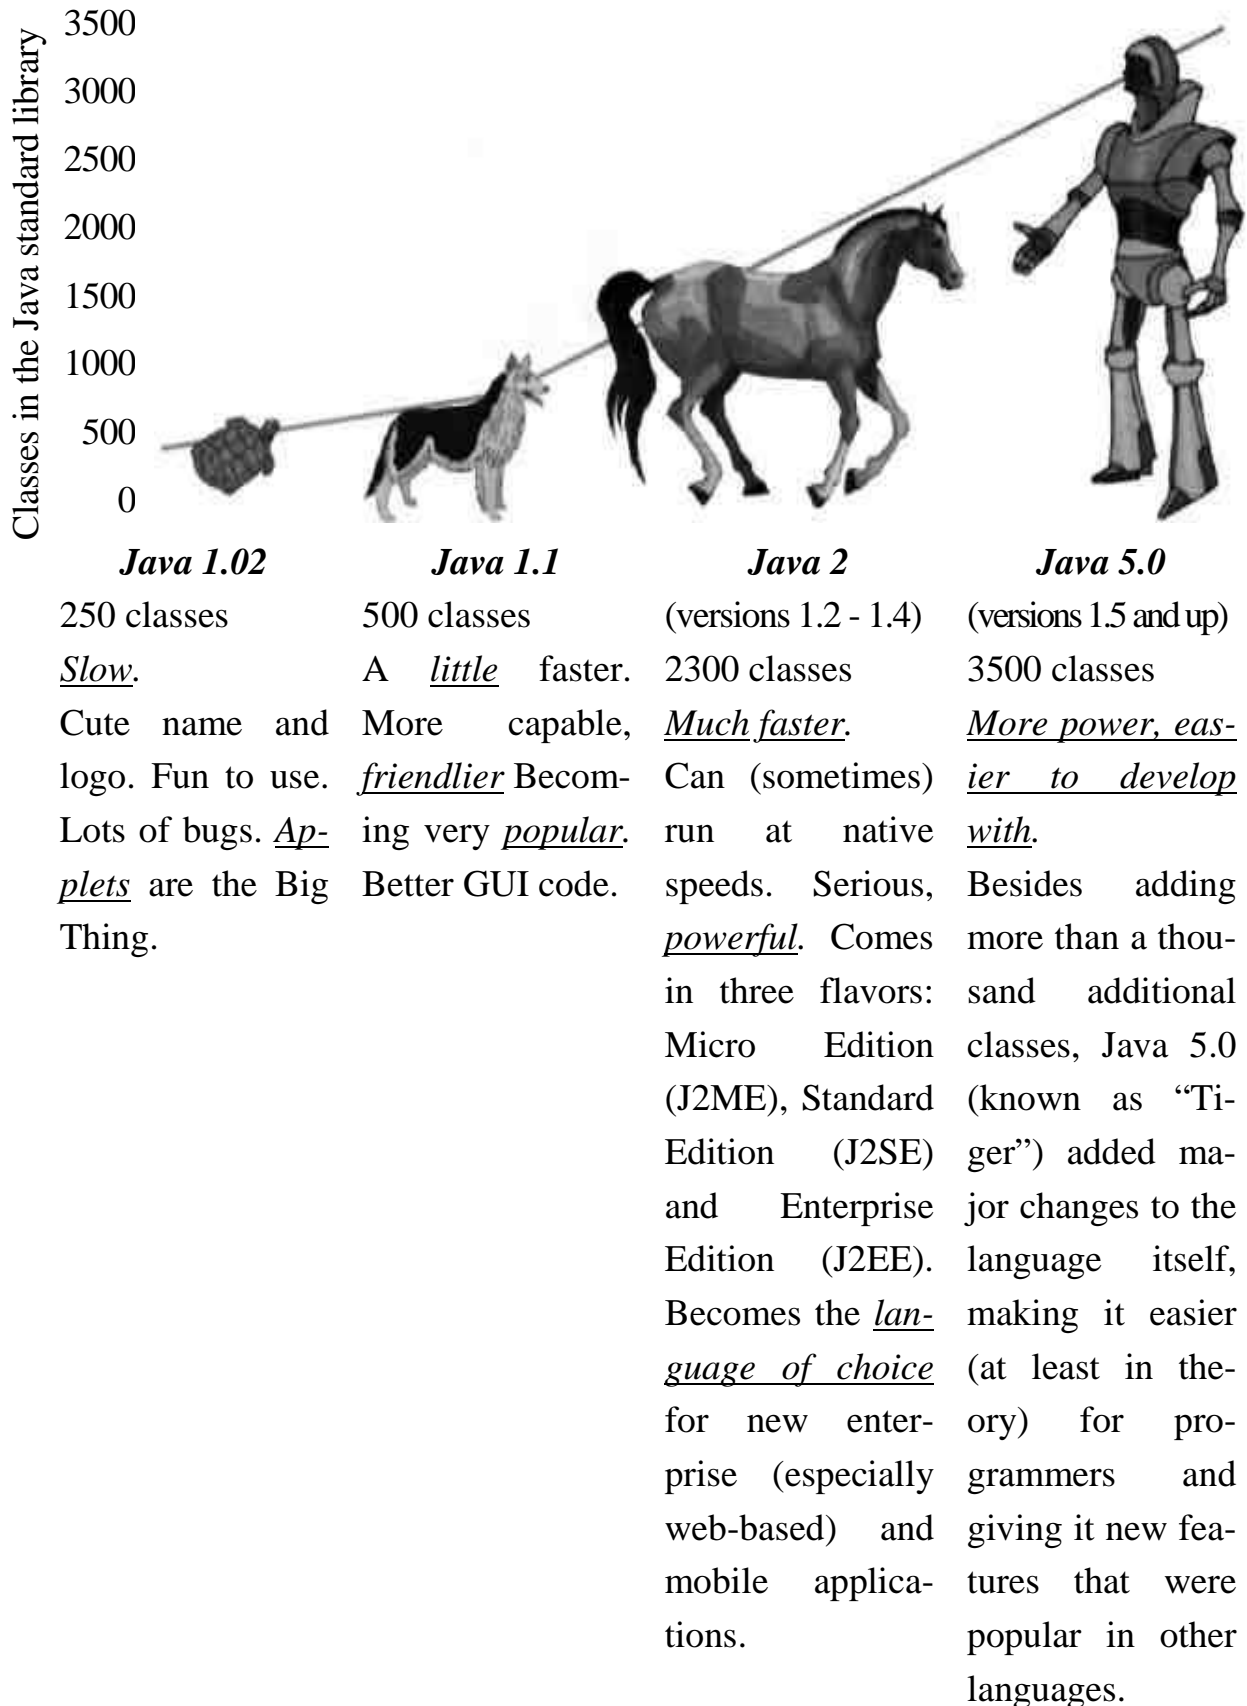 Classes in the Java standard library
3500
3000
2500
2000
1500
1000
500
0
Java 1.02
250 classes
Slow.
Cute name and
logo. Fun to use.
Lots of bugs. Ap-
plets are the Big
Thing.
Java 1.1
500 classes
A little faster.
More capable,
friendlier Becom-
ing very popular.
Better GUI code.
Java 2
(versions 1.2 - 1.4)
2300 classes
Much faster.
Can (sometimes)
run at native
speeds. Serious,
powerful. Comes
in three flavors:
Micro Edition
(J2ME), Standard
Edition (J2SE)
and Enterprise
Edition (J2EE).
Becomes the lan-
guage of choice
for new enter-
prise (especially
web-based) and
mobile applica-
tions.
Java 5.0
(versions 1.5 and up)
3500 classes
More power, eas-
ier to develop
with.
Besides adding
more than a thou-
sand additional
classes, Java 5.0
(known as “Ti-
ger”) added ma-
jor changes to the
language itself,
making it easier
(at least in the-
ory) for pro-
grammers and
giving it new fea-
tures that were
popular in other
languages.